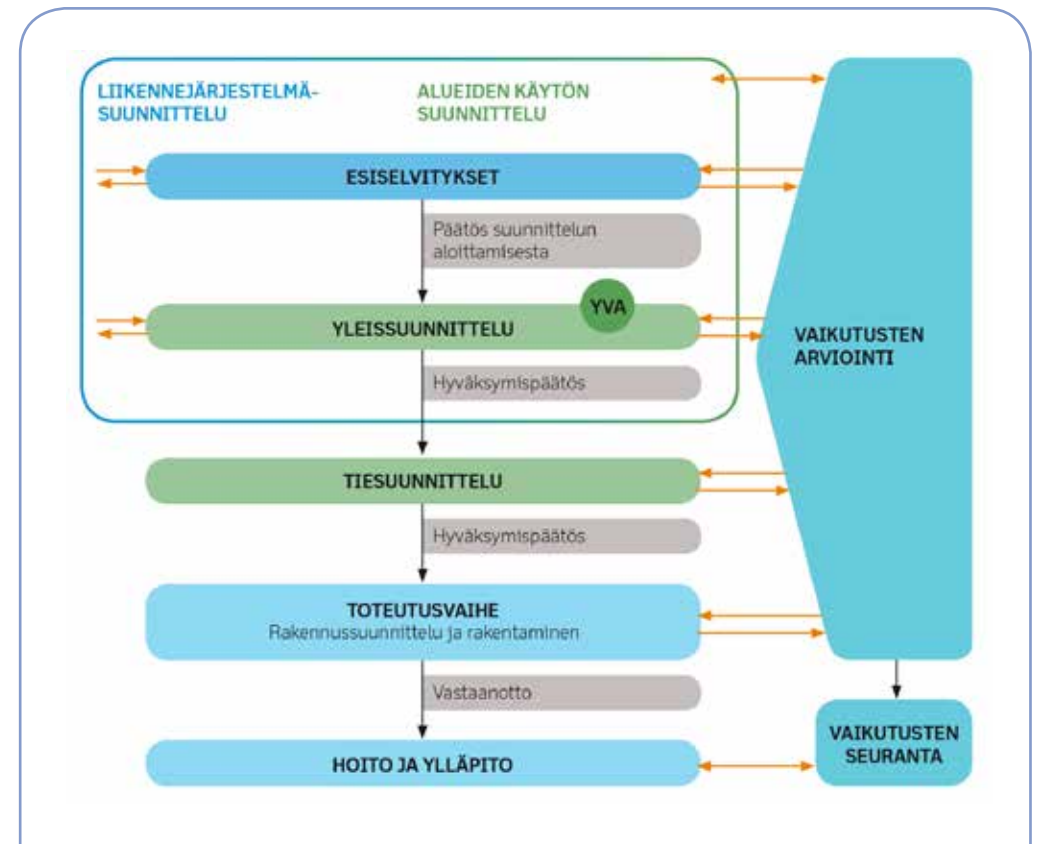 LIIKENNEJÄRJESTELMÄ-
SUUNNITTELU
ALUEIDEN KÄYTÖN
SUUNNITTELU
ESISELVITYKSET
Päätös suunnittelun
aloittamisesta
YVA
YLEISSUUNNITTELU
VAIKUTUSTEN
ARVIOINTI
Hyväksymispäätös
TIESUUNNITTELU
Hyväksymispäätös
TOTEUTUSVAIHE
Rakennussuunnittelu ja rakentaminen
Vastaanotto
HOITO JA YLLÄPITO
VAIKUTUSTEN
SEURANTA